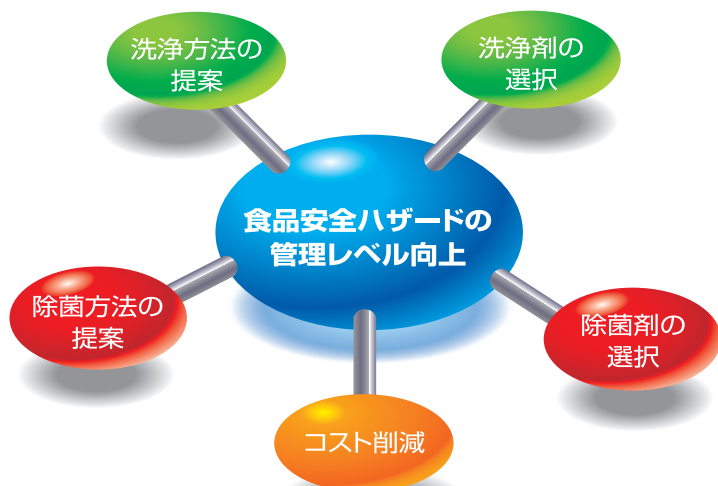 洗浄方法の
提案
洗浄剤の
選択
食品安全ハザードの
管理レベル向上
除菌方法の
提案
除菌剤の
選択
コスト削減